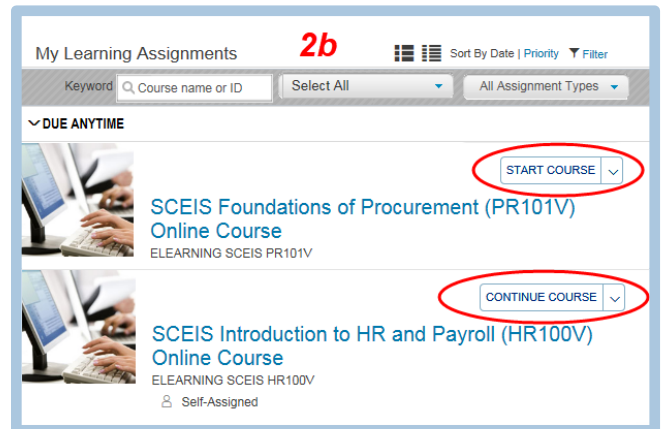 My Learning Assignments 2b Sort By Date | Priority Filter
Keyword Course name or ID Select All All Assignment Types
DUE ANYTIME
START COURSE
SCEIS Foundations of Procurement (PR101V)
Online Course
ELEARNING SCEIS PR101V
CONTINUE COURSE
SCEIS Introduction to HR and Payroll (HR100V)
Online Course
ELEARNING SCEIS HR100V
Self-Assigned